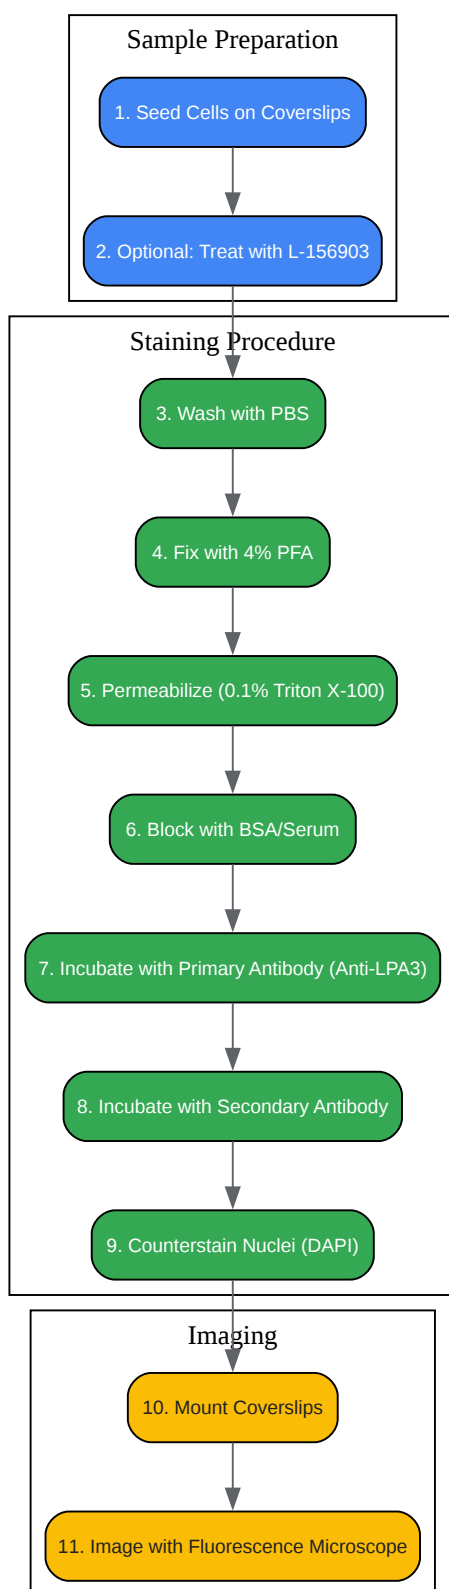 Sample Preparation
1. Seed Cells on Coverslips
2. Optional: Treat with L-156903
Staining Procedure
3. Wash with PBS
4. Fix with 4% PFA
5. Permeabilize (0.1% Triton X-100)
6. Block with BSA/Serum
7. Incubate with Primary Antibody (Anti-LPA3)
8. Incubate with Secondary Antibody
9. Counterstain Nuclei (DAPI)
Imaging
10. Mount Coverslips
11. Image with Fluorescence Microscope